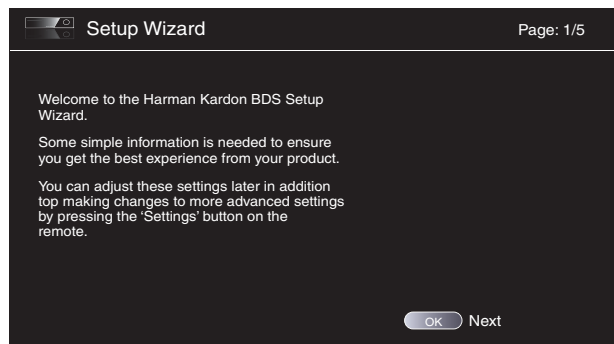 Setup Wizard
Page: 1/5
Welcome to the Harman Kardon BDS Setup
Wizard.
Some simple information is needed to ensure
you get the best experience from your product.
You can adjust these settings later in addition
top making changes to more advanced settings
by pressing the ‘Settings’ button on the
remote.
OK Next